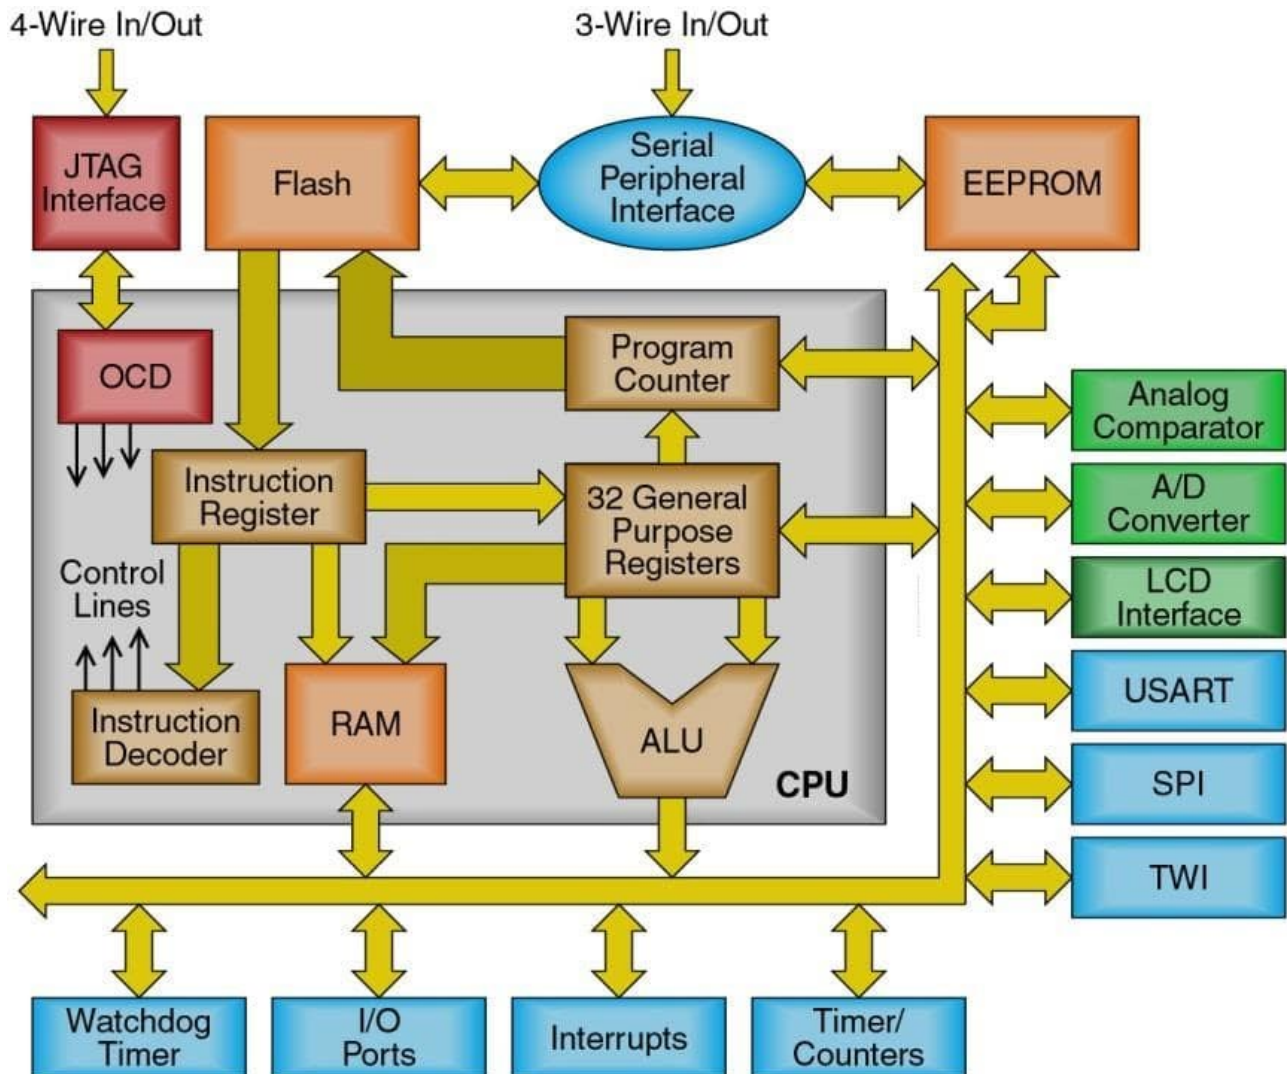 4-Wire In/Out
3-Wire In/Out
JTAG
Interface
Flash
Serial
Peripheral
Interface
EEPROM
OCD
Program
Counter
Analog
Comparator
Instruction
Register
32 General
Purpose
Registers
A/D
Converter
Control
Lines
LCD
Interface
Instruction
Decoder
RAM
ALU
CPU
USART
SPI
TWI
Watchdog
Timer
I/O
Ports
Interrupts
Timer/
Counters